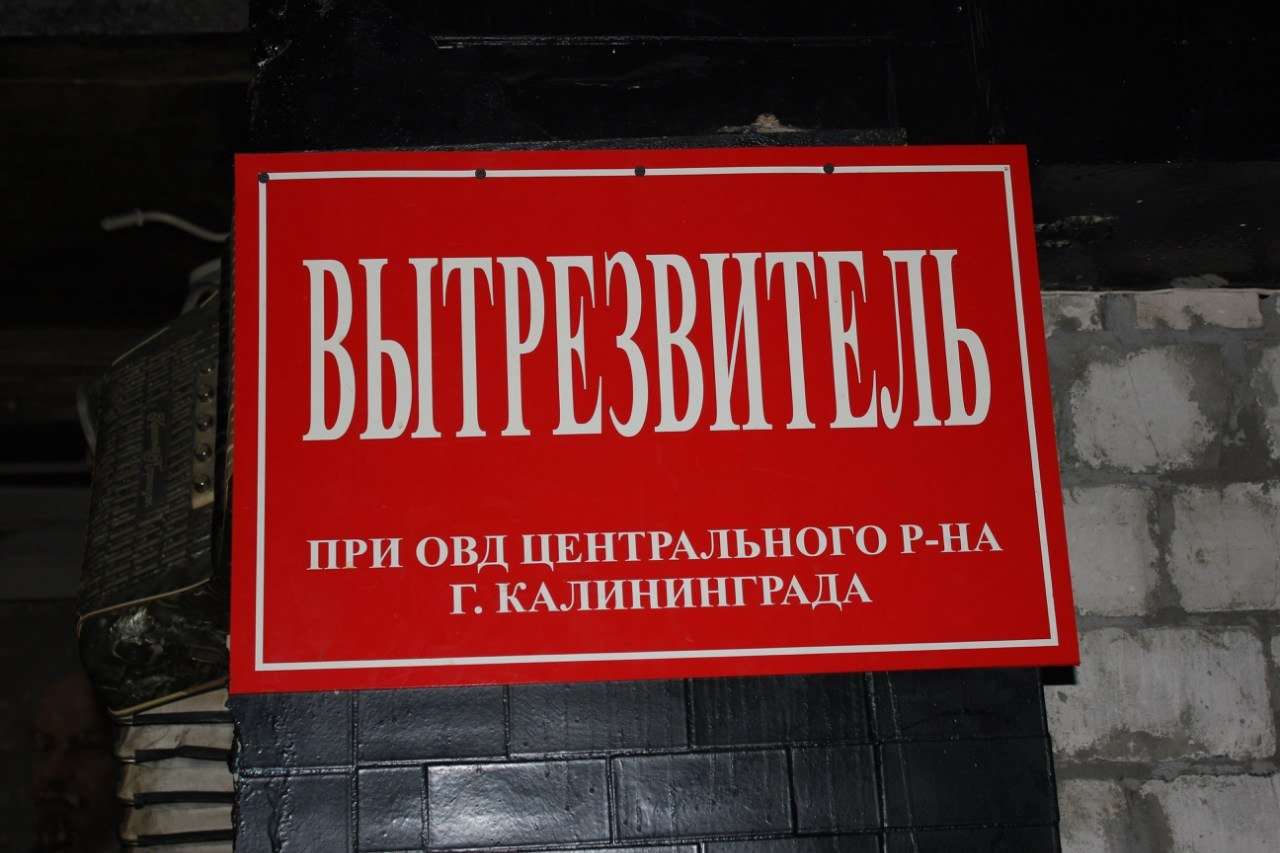 ВЫТРЕЗВИТЕЛЬ
ПРИ ОВД ЦЕНТРАЛЬНОГО Р-НА
Г. КАЛИНИНГРАДА